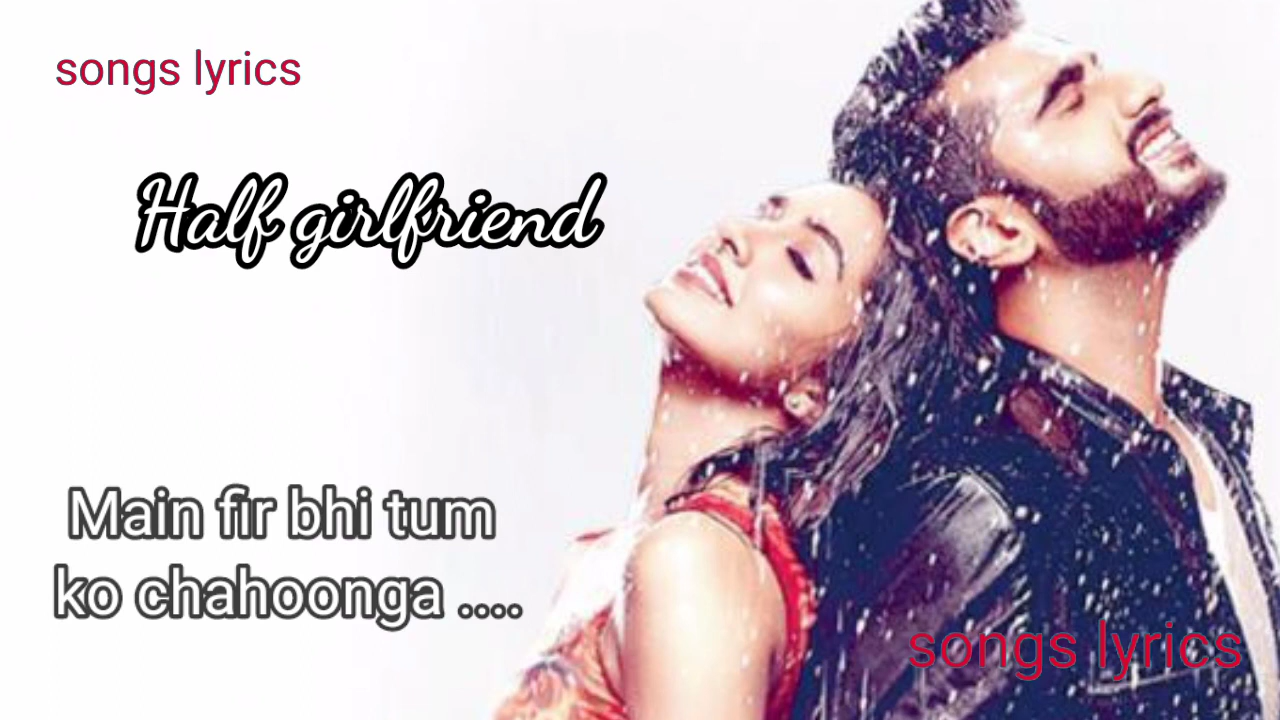 songs lyrics
Half girlfriend
Main fir bhi tum
ko chahoonga ....
songs lyrics